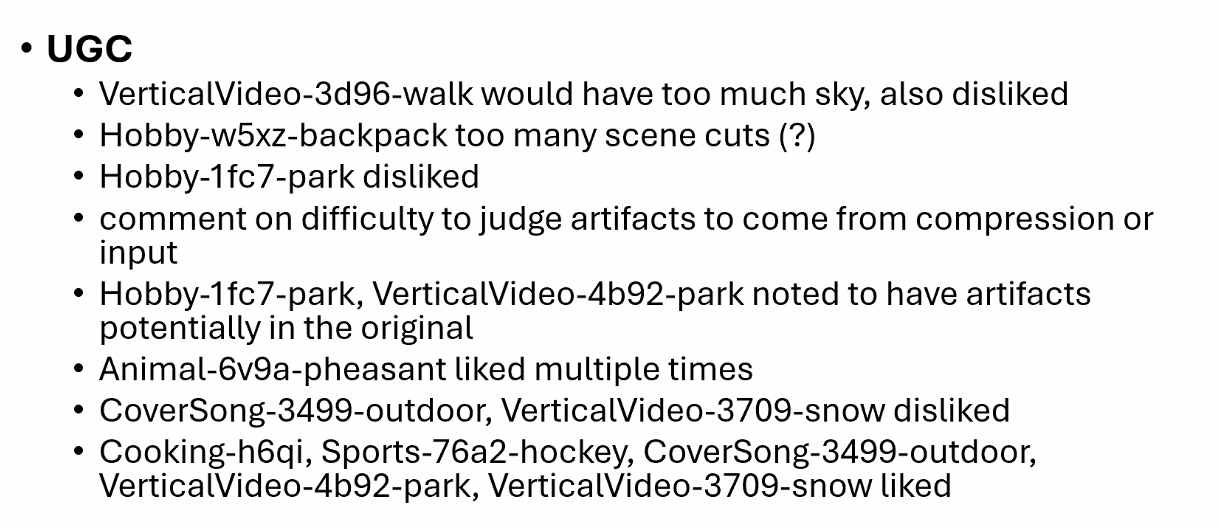 • UGC
• VerticalVideo-3d96-walk would have too much sky, also disliked
• Hobby-w5xz-backpack too many scene cuts (?)
• Hobby-1fc7-park disliked
• comment on difficulty to judge artifacts to come from compression or
input
• Hobby-1fc7-park, VerticalVideo-4b92-park noted to have artifacts
potentially in the original
• Animal-6v9a-pheasant liked multiple times
• CoverSong-3499-outdoor, VerticalVideo-3709-snow disliked
• Cooking-h6qi, Sports-76a2-hockey, CoverSong-3499-outdoor,
VerticalVideo-4b92-park, VerticalVideo-3709-snow liked